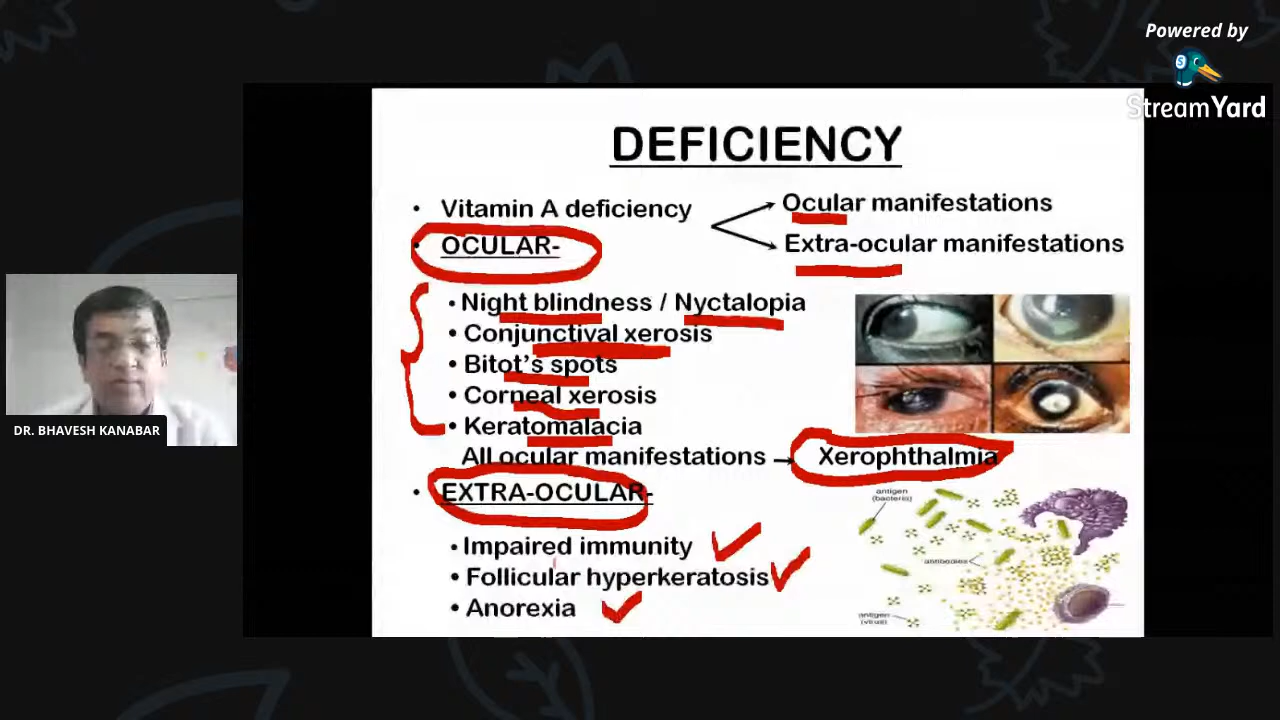 Powered by
StreamYard
DEFICIENCY
• Vitamin A deficiency
Ocular manifestations
Extra-ocular manifestations
• OCULAR-
• Night blindness / Nyctalopia
• Conjunctival xerosis
• Bitot's spots
• Corneal xerosis
• Keratomalacia
All ocular manifestations → Xerophthalmia
• EXTRA-OCULAR-
• Impaired immunity
• Follicular hyperkeratosis
• Anorexia
antigen
(bacteria)
antibodies
antigen
(virus)
DR. BHAVESH KANABAR